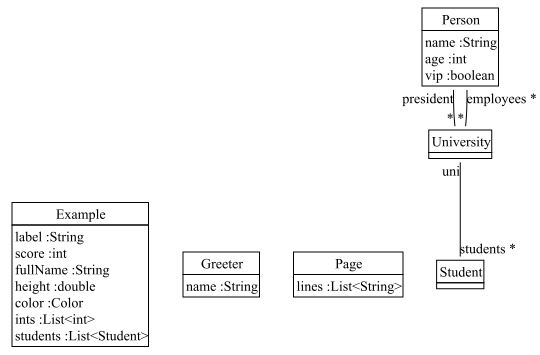 Person
name :String
age :int
vip :boolean
president employees *
* *
University
uni
students *
Student
Example
label :String
score :int
fullName :String
height :double
color :Color
ints :List<int>
students :List<Student>
Greeter
name :String
Page
lines :List<String>